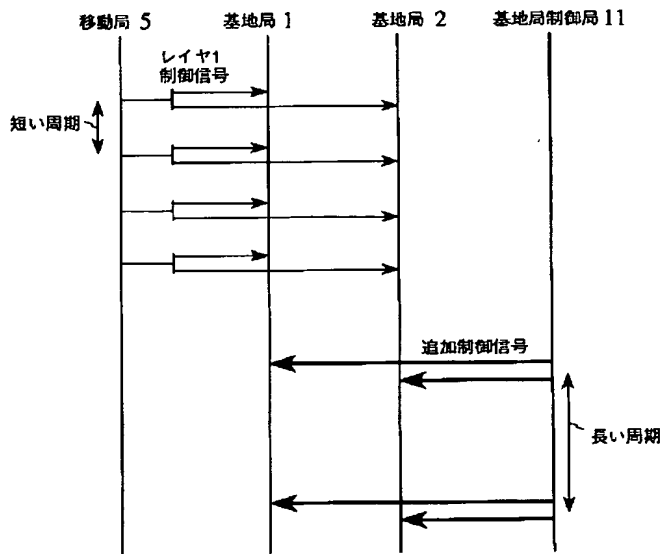 移動局 5
基地局 1
基地局 2
基地局制御局 11
レイヤ1
制御信号
短い周期
追加制御信号
長い周期